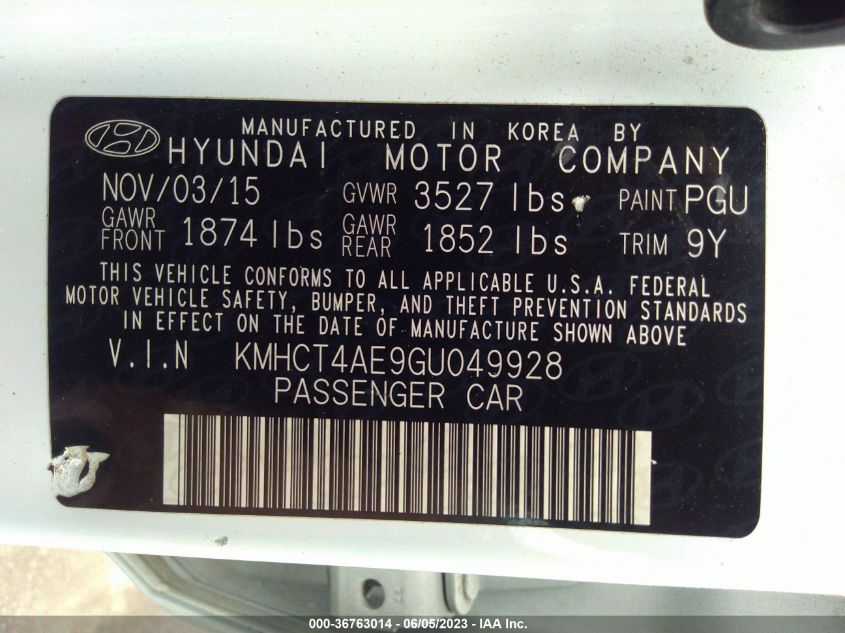 MANUFACTURED IN KOREA BY
HYUNDAI MOTOR COMPANY
NOV/03/15 GVWR 3527 lbs PAINT PGU
GAWR FRONT 1874 lbs GAWR REAR 1852 lbs TRIM 9Y
THIS VEHICLE CONFORMS TO ALL APPLICABLE U.S.A. FEDERAL
MOTOR VEHICLE SAFETY, BUMPER, AND THEFT PREVENTION STANDARDS
IN EFFECT ON THE DATE OF MANUFACTURE SHOWN ABOVE
V.I.N KMHCT4AE9GU049928
PASSENGER CAR
000-36763014 - 06/05/2023 - IAA Inc.